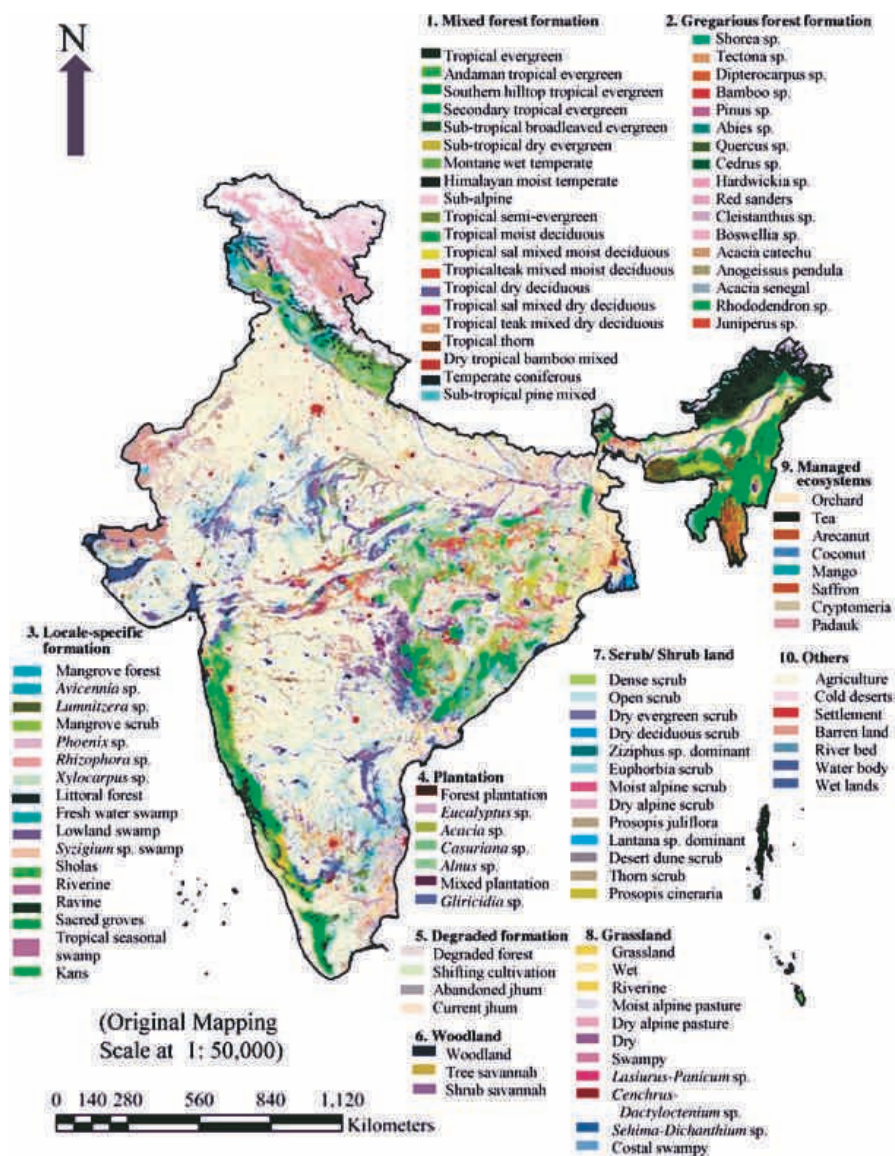 N
1. Mixed forest formation
Tropical evergreen
Andaman tropical evergreen
Southern hilltop tropical evergreen
Secondary tropical evergreen
Sub-tropical broadleaved evergreen
Sub-tropical dry evergreen
Montane wet temperate
Himalayan moist temperate
Sub-alpine
Tropical semi-evergreen
Tropical moist deciduous
Tropical sal mixed moist deciduous
Tropicalteak mixed moist deciduous
Tropical dry deciduous
Tropical sal mixed dry deciduous
Tropical teak mixed dry deciduous
Tropical thorn
Dry tropical bamboo mixed
Temperate coniferous
Sub-tropical pine mixed
2. Gregarious forest formation
Shorea sp.
Tectona sp.
Dipterocarpus sp.
Bamboo sp.
Pinus sp.
Abies sp.
Quercus sp.
Cedrus sp.
Hardwickia sp.
Red sanders
Cleistanthus sp.
Boswellia sp.
Acacia catechu
Anogeissus pendula
Acacia senegal
Rhododendron sp.
Juniperus sp.
9. Managed
ecosystems
Orchard
Tea
Arecanut
Coconut
Mango
Saffron
Cryptomeria
Padauk
3. Locale-specific
formation
Mangrove forest
Avicennia sp.
Lumnitzera sp.
Mangrove scrub
Phoenix sp.
Rhizophora sp.
Xylocarpus sp.
Littoral forest
Fresh water swamp
Lowland swamp
Syzigium sp. swamp
Sholas
Riverine
Ravine
Sacred groves
Tropical seasonal
swamp
Kans
4. Plantation
Forest plantation
Eucalyptus sp.
Acacia sp.
Casuriana sp.
Alnus sp.
Mixed plantation
Gliricidia sp.
5. Degraded formation
Degraded forest
Shifting cultivation
Abandoned jhum
Current jhum
6. Woodland
Woodland
Tree savannah
Shrub savannah
7. Scrub/ Shrub land
Dense scrub
Open scrub
Dry evergreen scrub
Dry deciduous scrub
Ziziphus sp. dominant
Euphorbia scrub
Moist alpine scrub
Dry alpine scrub
Prosopis juliflora
Lantana sp. dominant
Desert dune scrub
Thorn scrub
Prosopis cineraria
8. Grassland
Grassland
Wet
Riverine
Moist alpine pasture
Dry alpine pasture
Dry
Swampy
Lasiurus-Panicum sp.
Cenchrus-
Dactyloctenium sp.
Sehima-Dichanthium sp.
Costal swampy
10. Others
Agriculture
Cold deserts
Settlement
Barren land
River bed
Water body
Wet lands
(Original Mapping
Scale at 1: 50,000)
0 140 280 560 840 1,120
Kilometers